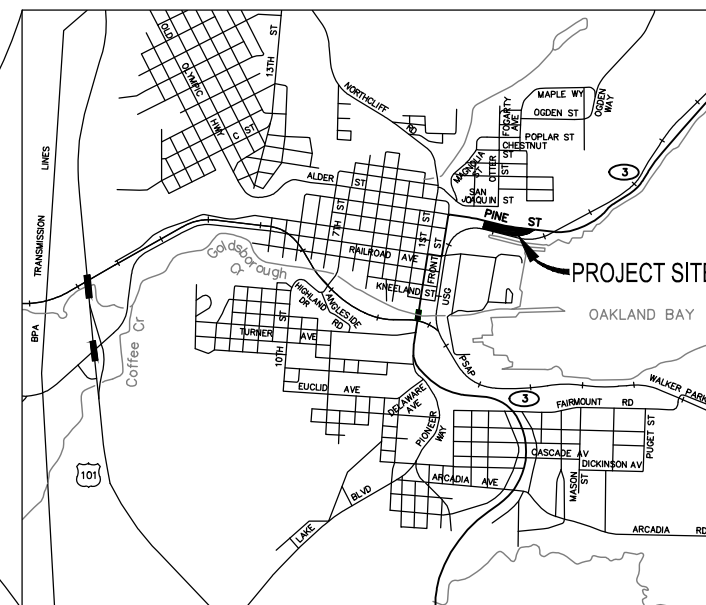 OLD
OLYMPIC
HWY
C ST
13TH ST
NORTHCLIFF
RD
MAPLE WY
OGDEN ST
OGDEN
WAY
FOGARTY
AVE
POPLAR ST
CHESTNUT
ST
MAGNOLIA
ST
OTTER
ST
SAN
JOAQUIN ST
3
ALDER ST
PINE ST
7TH ST
1ST ST
FRONT ST
RAILROAD AVE
KNEELAND ST
USG
PROJECT SITE
OAKLAND BAY
TRANSMISSION LINES
BPA
Goldsborough
Cr
Coffee Cr
HIGHLAND
DR
ANGLESIDE
RD
TURNER AVE
10TH ST
EUCLID AVE
DELAWARE
AVE
PIONEER
WAY
PSAP
3
WALKER PARK
FAIRMOUNT RD
PUGET ST
CASCADE AV
DICKINSON AV
MASON
ST
ARCADIA AVE
ARCADIA RD
LAKE BLVD
101